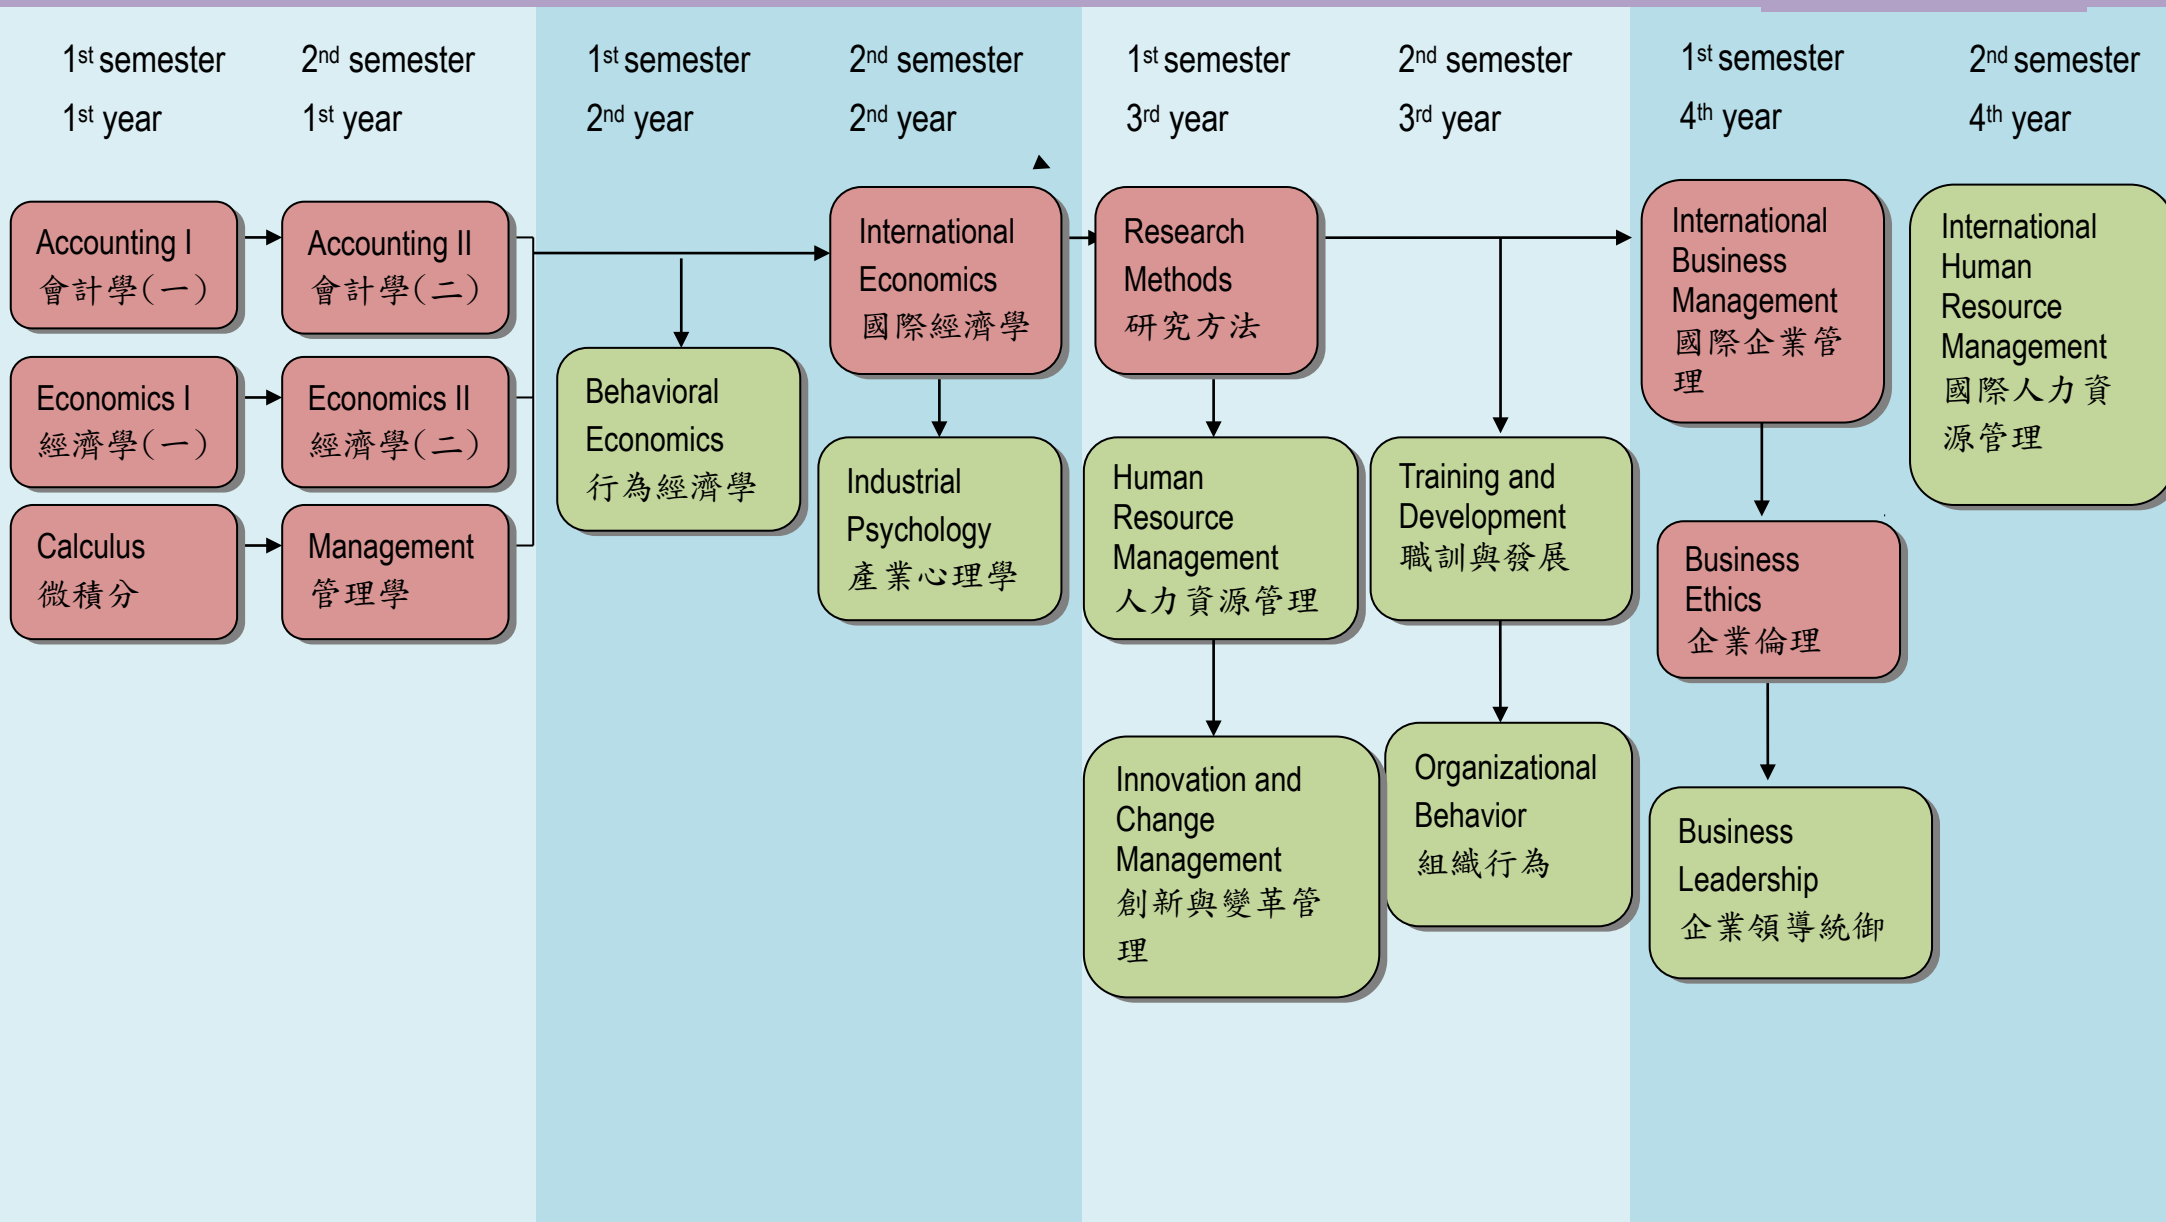 1st semester
1st year
2nd semester
1st year
1st semester
2nd year
2nd semester
2nd year
1st semester
3rd year
2nd semester
3rd year
1st semester
4th year
2nd semester
4th year
Accounting I
會計學(一)
Economics I
經濟學(一)
Calculus
微積分
Accounting II
會計學(二)
Economics II
經濟學(二)
Management
管理學
Behavioral
Economics
行為經濟學
International
Economics
國際經濟學
Industrial
Psychology
產業心理學
Research
Methods
研究方法
Human
Resource
Management
人力資源管理
Innovation and
Change
Management
創新與變革管
理
Training and
Development
職訓與發展
Organizational
Behavior
組織行為
International
Business
Management
國際企業管
理
Business
Ethics
企業倫理
Business
Leadership
企業領導統御
International
Human
Resource
Management
國際人力資
源管理